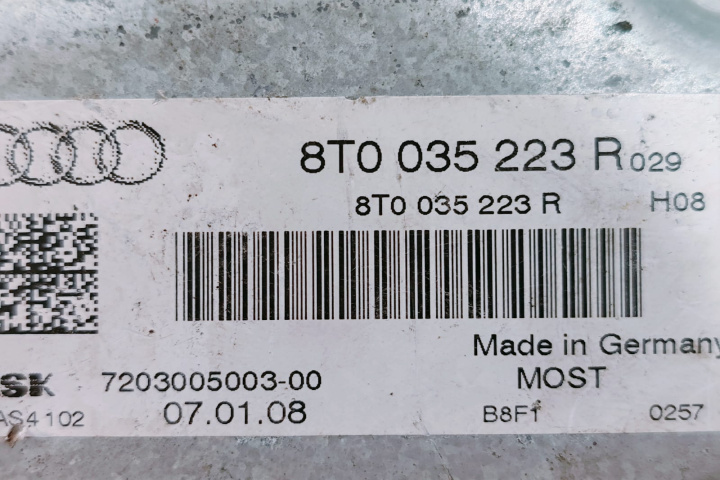 8T0 035 223 R 029
8T0 035 223 R H08
Made in Germany
SK 7203005003-00 MOST
AS4 102 07.01.08 B8F1 0257